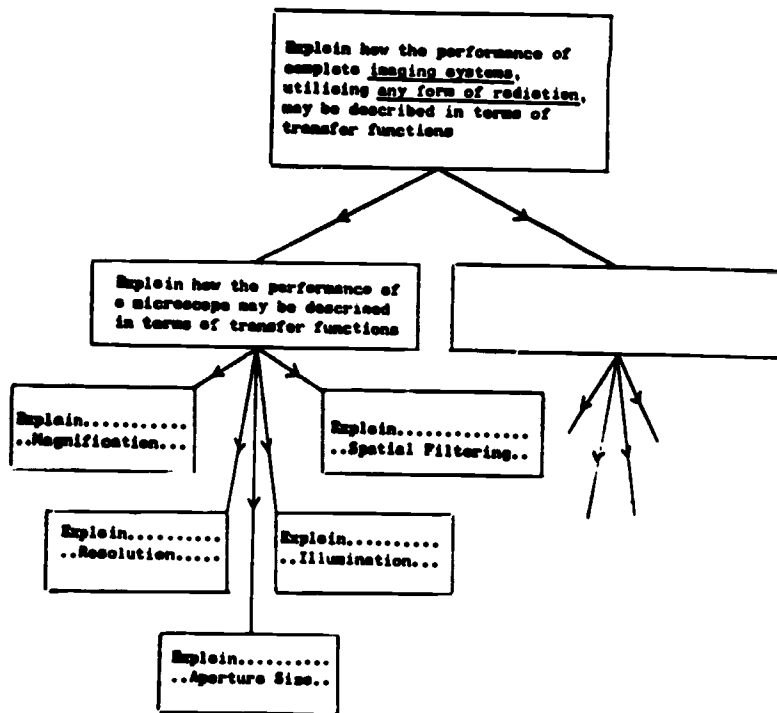 Explain how the performance of
complete imaging systems,
utilising any form of radiation,
may be described in terms of
transfer functions
Explain how the performance of
a microscope may be described
in terms of transfer functions
Explain...........
..Magnification...
Explain..............
..Spatial Filtering..
Explain..........
..Resolution.....
Explain..........
..Illumination...
Explain..........
..Aperture Size..